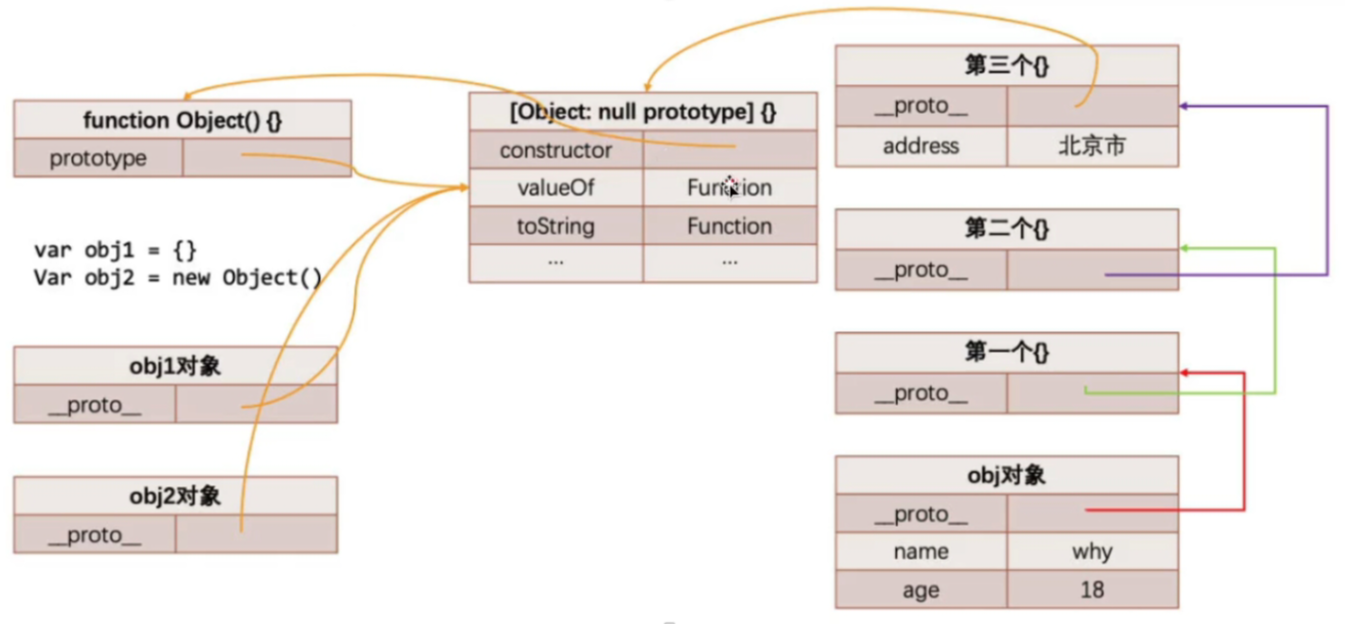 function Object() {}
prototype
var obj1 = {}
Var obj2 = new Object()
obj1对象
__proto__
obj2对象
__proto__
[Object: null prototype] {}
constructor
valueOf Function
toString Function
... ...
第三个{}
__proto__
address 北京市
第二个{}
__proto__
第一个{}
__proto__
obj对象
__proto__
name why
age 18